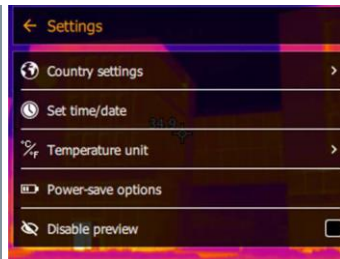 ← Settings
Country settings
Set time/date
°C/°F Temperature unit
Power-save options
Disable preview